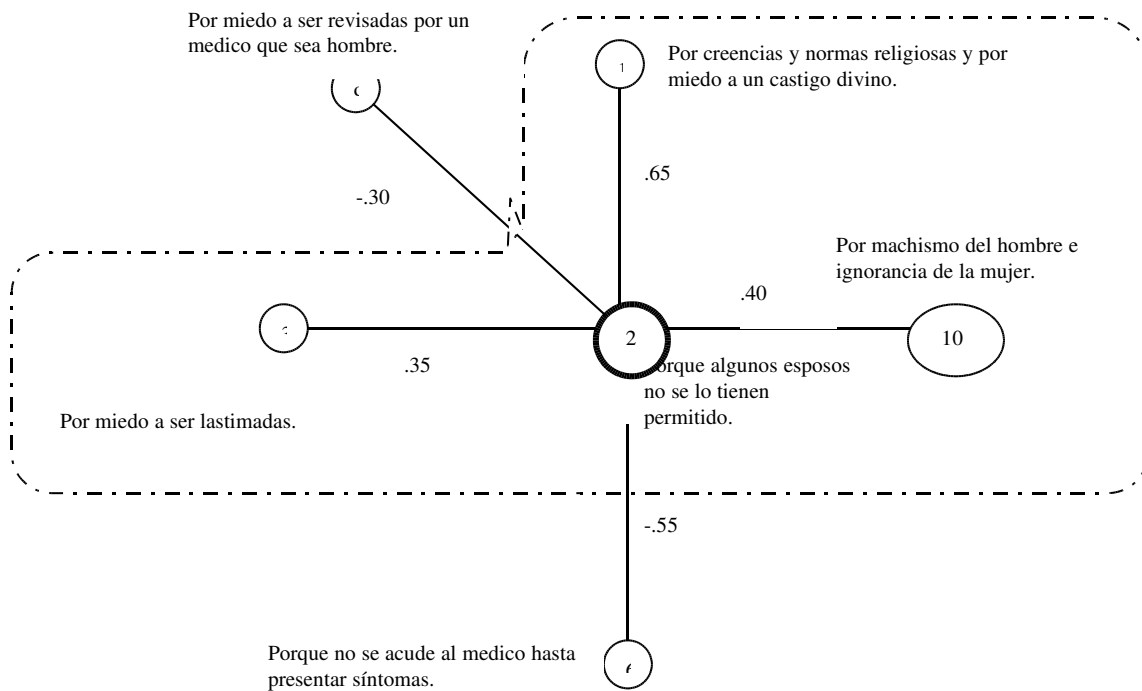 Por miedo a ser revisadas por un
medico que sea hombre.
Por creencias y normas religiosas y por
miedo a un castigo divino.
.65
-.30
Por machismo del hombre e
ignorancia de la mujer.
.40
2
10
.35
orque algunos esposos
no se lo tienen
permitido.
Por miedo a ser lastimadas.
-.55
Porque no se acude al medico hasta
presentar síntomas.